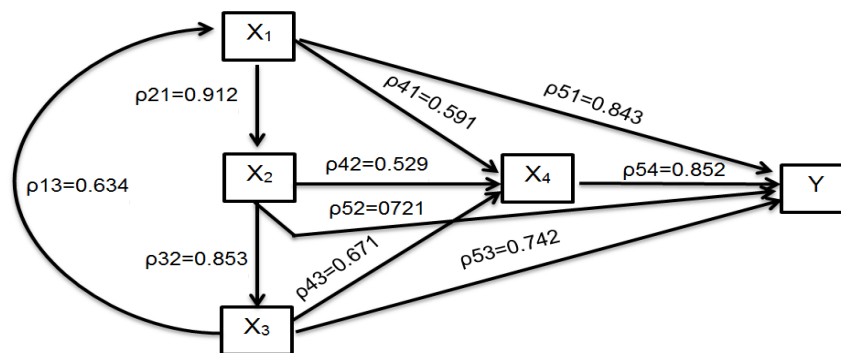 X1
ρ21=0.912
ρ41=0.591
ρ51=0.843
X2
ρ42=0.529
X4
ρ54=0.852
Y
ρ13=0.634
ρ52=0721
ρ32=0.853
ρ43=0.671
ρ53=0.742
X3